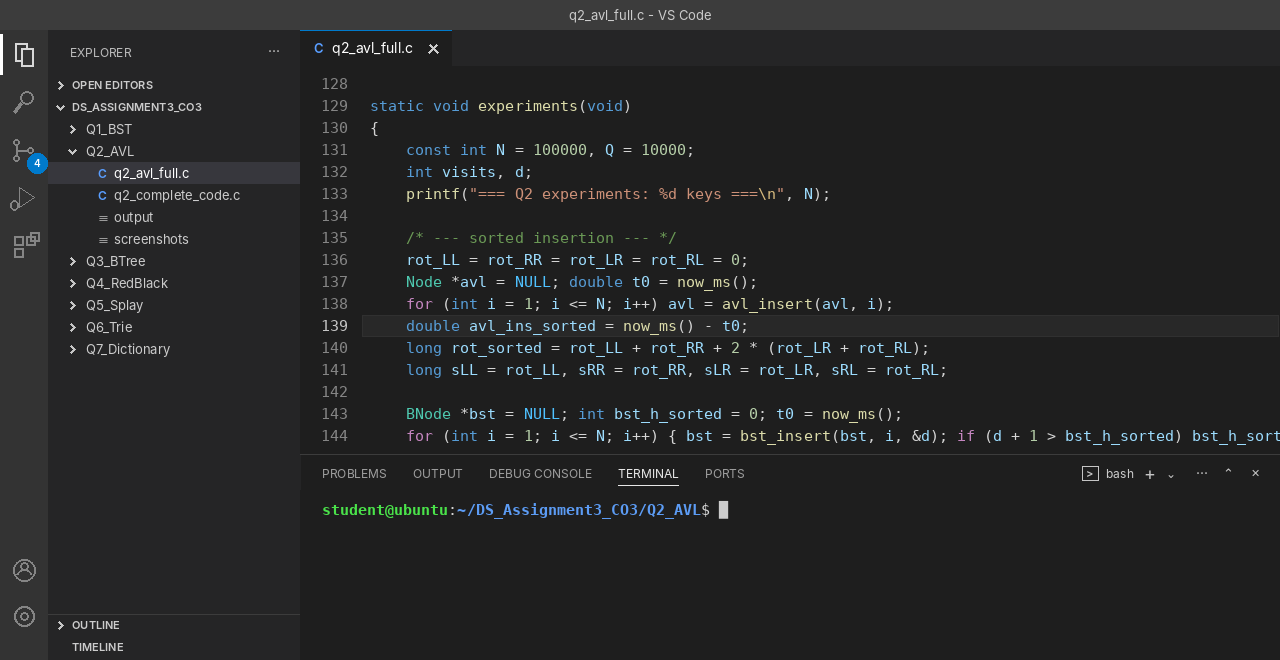 q2_avl_full.c - VS Code
EXPLORER ···
OPEN EDITORS
DS_ASSIGNMENT3_CO3
Q1_BST
Q2_AVL
C q2_avl_full.c
C q2_complete_code.c
output
screenshots
Q3_BTree
Q4_RedBlack
Q5_Splay
Q6_Trie
Q7_Dictionary
OUTLINE
TIMELINE
4
C q2_avl_full.c
128
129 static void experiments(void)
130 {
131     const int N = 100000, Q = 10000;
132     int visits, d;
133     printf("=== Q2 experiments: %d keys ===\n", N);
134
135     /* --- sorted insertion --- */
136     rot_LL = rot_RR = rot_LR = rot_RL = 0;
137     Node *avl = NULL; double t0 = now_ms();
138     for (int i = 1; i <= N; i++) avl = avl_insert(avl, i);
139     double avl_ins_sorted = now_ms() - t0;
140     long rot_sorted = rot_LL + rot_RR + 2 * (rot_LR + rot_RL);
141     long sLL = rot_LL, sRR = rot_RR, sLR = rot_LR, sRL = rot_RL;
142
143     BNode *bst = NULL; int bst_h_sorted = 0; t0 = now_ms();
144     for (int i = 1; i <= N; i++) { bst = bst_insert(bst, i, &d); if (d + 1 > bst_h_sorted) bst_h_sort
PROBLEMS OUTPUT DEBUG CONSOLE TERMINAL PORTS bash
student@ubuntu:~/DS_Assignment3_CO3/Q2_AVL$